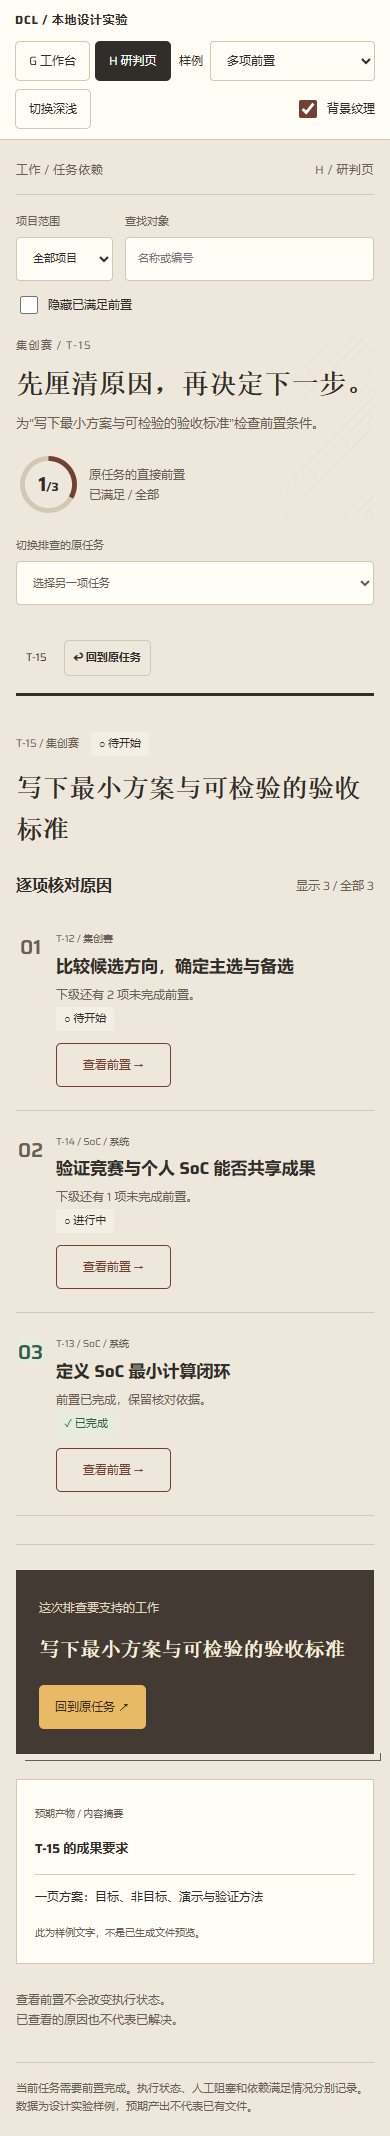 DCL / 本地设计实验
G 工作台 H 研判页 样例 多项前置
切换深浅 背景纹理
工作 / 任务依赖 H / 研判页
项目范围 查找对象
全部项目 名称或编号
隐藏已满足前置
集创赛 / T-15
先厘清原因，再决定下一步。
为“写下最小方案与可检验的验收标准”检查前置条件。
1/3
原任务的直接前置
已满足 / 全部
切换排查的原任务
选择另一项任务
T-15 ↩ 回到原任务
T-15 / 集创赛 ○ 待开始
写下最小方案与可检验的验收
标准
逐项核对原因 显示 3 / 全部 3
01 T-12 / 集创赛
比较候选方向，确定主选与备选
下级还有 2 项未完成前置。
○ 待开始
查看前置 →
02 T-14 / SoC / 系统
验证竞赛与个人 SoC 能否共享成果
下级还有 1 项未完成前置。
○ 进行中
查看前置 →
03 T-13 / SoC / 系统
定义 SoC 最小计算闭环
前置已完成，保留核对依据。
✓ 已完成
查看前置 →
这次排查要支持的工作
写下最小方案与可检验的验收标准
回到原任务 ↗
预期产物 / 内容摘要
T-15 的成果要求
一页方案：目标、非目标、演示与验证方法
此为样例文字，不是已生成文件预览。
查看前置不会改变执行状态。
已查看的原因也不代表已解决。
当前任务需要前置完成。执行状态、人工阻塞和依赖满足情况分别记录。
数据为设计实验样例，预期产出不代表已有文件。